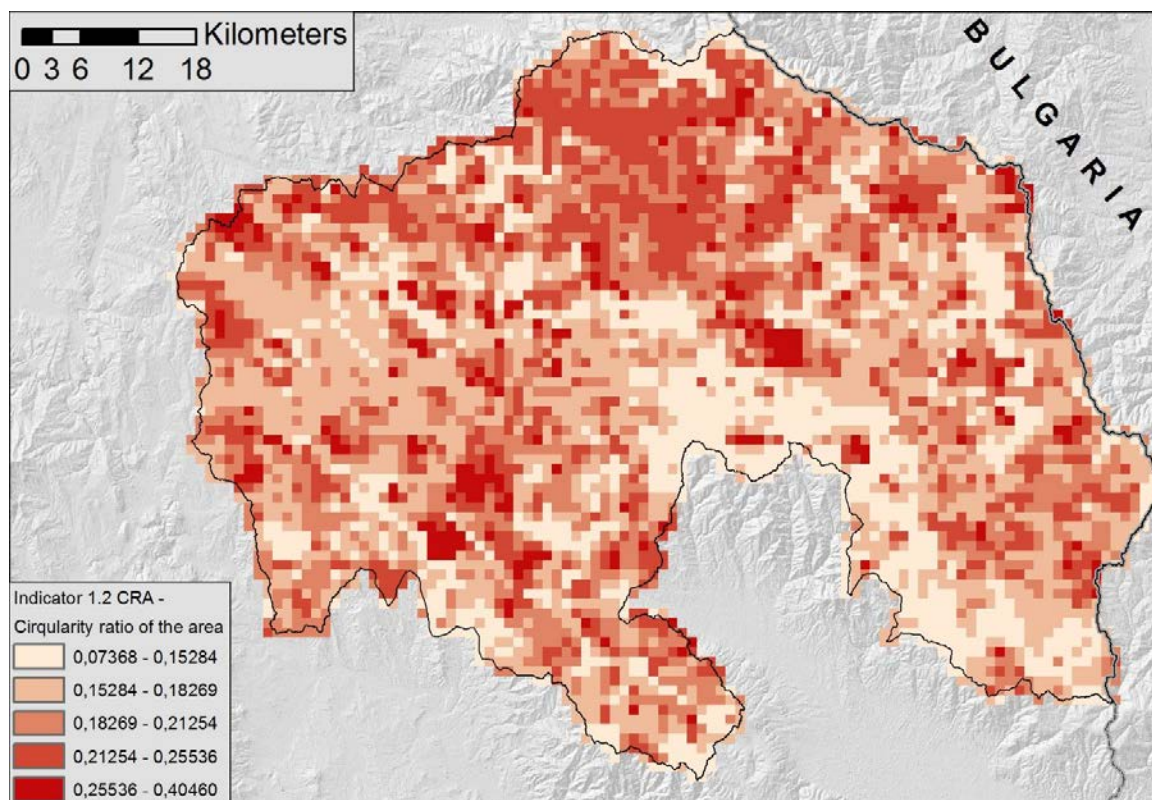 Kilometers
0 3 6 12 18
BULGARIA
Indicator 1.2 CRA -
Cirqularity ratio of the area
0,07368 - 0,15284
0,15284 - 0,18269
0,18269 - 0,21254
0,21254 - 0,25536
0,25536 - 0,40460